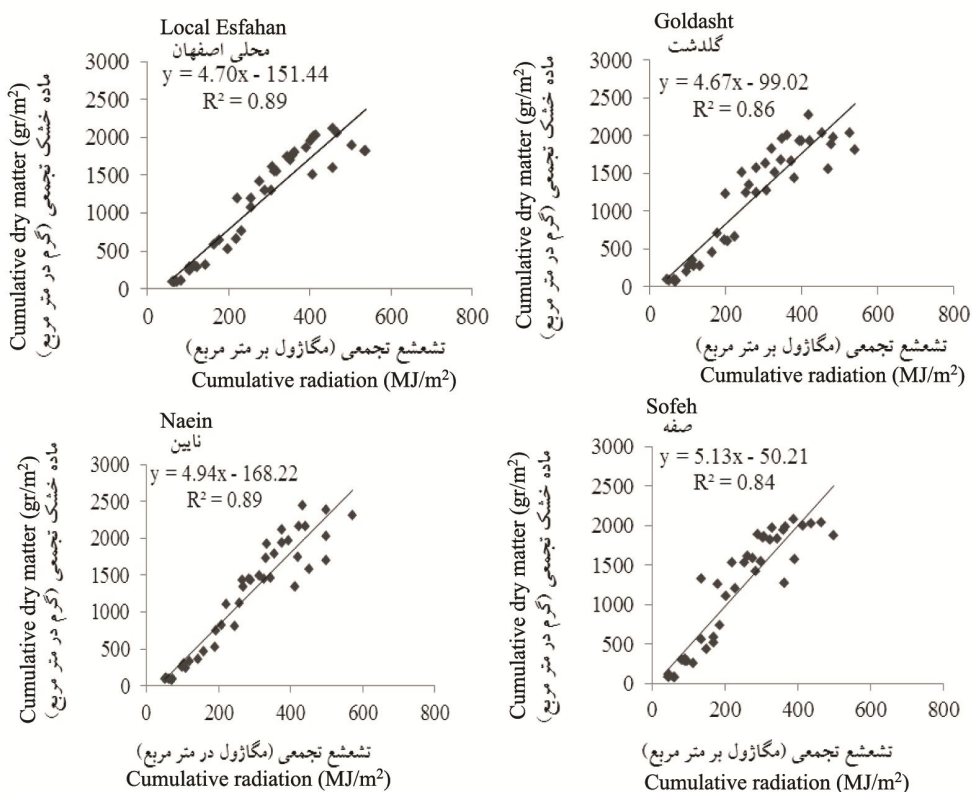 Local Esfahan
محلی اصفهان
y = 4.70x - 151.44
R² = 0.89
Cumulative dry matter (gr/m²)
ماده خشک تجمعی (گرم در متر مربع)
3000
2500
2000
1500
1000
500
0
0 200 400 600 800
تشعشع تجمعی (مگاژول بر متر مربع)
Cumulative radiation (MJ/m²)
Goldasht
گلدشت
y = 4.67x - 99.02
R² = 0.86
Cumulative dry matter (gr/m²)
ماده خشک تجمعی (گرم در متر مربع)
3000
2500
2000
1500
1000
500
0
0 200 400 600 800
تشعشع تجمعی (مگاژول بر متر مربع)
Cumulative radiation (MJ/m²)
Naein
نایین
y = 4.94x - 168.22
R² = 0.89
Cumulative dry matter (gr/m²)
ماده خشک تجمعی (گرم در متر مربع)
3000
2500
2000
1500
1000
500
0
0 200 400 600 800
تشعشع تجمعی (مگاژول در متر مربع)
Cumulative radiation (MJ/m²)
Sofeh
صفه
y = 5.13x - 50.21
R² = 0.84
Cumulative dry matter (gr/m²)
ماده خشک تجمعی (گرم در متر مربع)
3000
2500
2000
1500
1000
500
0
0 200 400 600 800
تشعشع تجمعی (مگاژول بر متر مربع)
Cumulative radiation (MJ/m²)